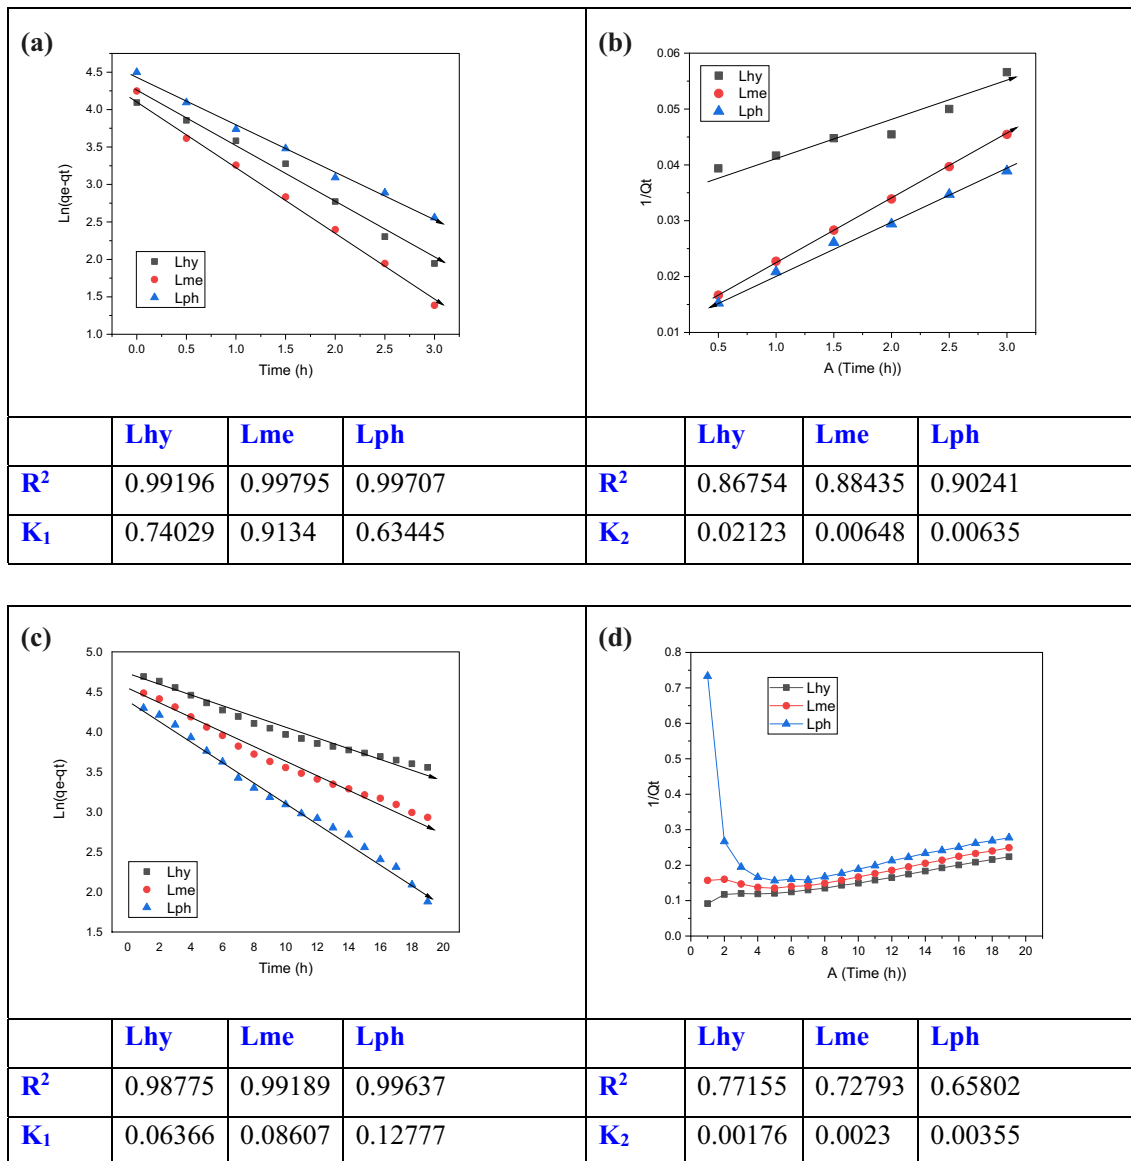 (a)
4.5
4.0
3.5
3.0
2.5
2.0
1.5
1.0
Ln(qe-qt)
Lhy
Lme
Lph
0.0 0.5 1.0 1.5 2.0 2.5 3.0
Time (h)
(b)
0.06
0.05
0.04
0.03
0.02
0.01
1/Qt
Lhy
Lme
Lph
0.5 1.0 1.5 2.0 2.5 3.0
A (Time (h))
Lhy Lme Lph
R² 0.99196 0.99795 0.99707
K₁ 0.74029 0.9134 0.63445
Lhy Lme Lph
R² 0.86754 0.88435 0.90241
K₂ 0.02123 0.00648 0.00635
(c)
5.0
4.5
4.0
3.5
3.0
2.5
2.0
1.5
Ln(qe-qt)
Lhy
Lme
Lph
0 2 4 6 8 10 12 14 16 18 20
Time (h)
(d)
0.8
0.7
0.6
0.5
0.4
0.3
0.2
0.1
0.0
1/Qt
Lhy
Lme
Lph
0 2 4 6 8 10 12 14 16 18 20
A (Time (h))
Lhy Lme Lph
R² 0.98775 0.99189 0.99637
K₁ 0.06366 0.08607 0.12777
Lhy Lme Lph
R² 0.77155 0.72793 0.65802
K₂ 0.00176 0.0023 0.00355